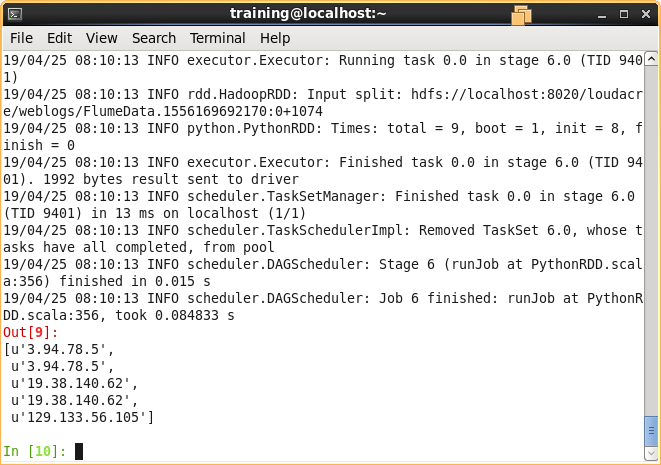 training@localhost:~
File Edit View Search Terminal Help
19/04/25 08:10:13 INFO executor.Executor: Running task 0.0 in stage 6.0 (TID 940
1)
19/04/25 08:10:13 INFO rdd.HadoopRDD: Input split: hdfs://localhost:8020/loudacr
e/weblogs/FlumeData.1556169692170:0+1074
19/04/25 08:10:13 INFO python.PythonRDD: Times: total = 9, boot = 1, init = 8, f
inish = 0
19/04/25 08:10:13 INFO executor.Executor: Finished task 0.0 in stage 6.0 (TID 94
01). 1992 bytes result sent to driver
19/04/25 08:10:13 INFO scheduler.TaskSetManager: Finished task 0.0 in stage 6.0
(TID 9401) in 13 ms on localhost (1/1)
19/04/25 08:10:13 INFO scheduler.TaskSchedulerImpl: Removed TaskSet 6.0, whose t
asks have all completed, from pool
19/04/25 08:10:13 INFO scheduler.DAGScheduler: Stage 6 (runJob at PythonRDD.scal
a:356) finished in 0.015 s
19/04/25 08:10:13 INFO scheduler.DAGScheduler: Job 6 finished: runJob at PythonR
DD.scala:356, took 0.084833 s
Out[9]:
[u'3.94.78.5',
 u'3.94.78.5',
 u'19.38.140.62',
 u'19.38.140.62',
 u'129.133.56.105']
In [10]: